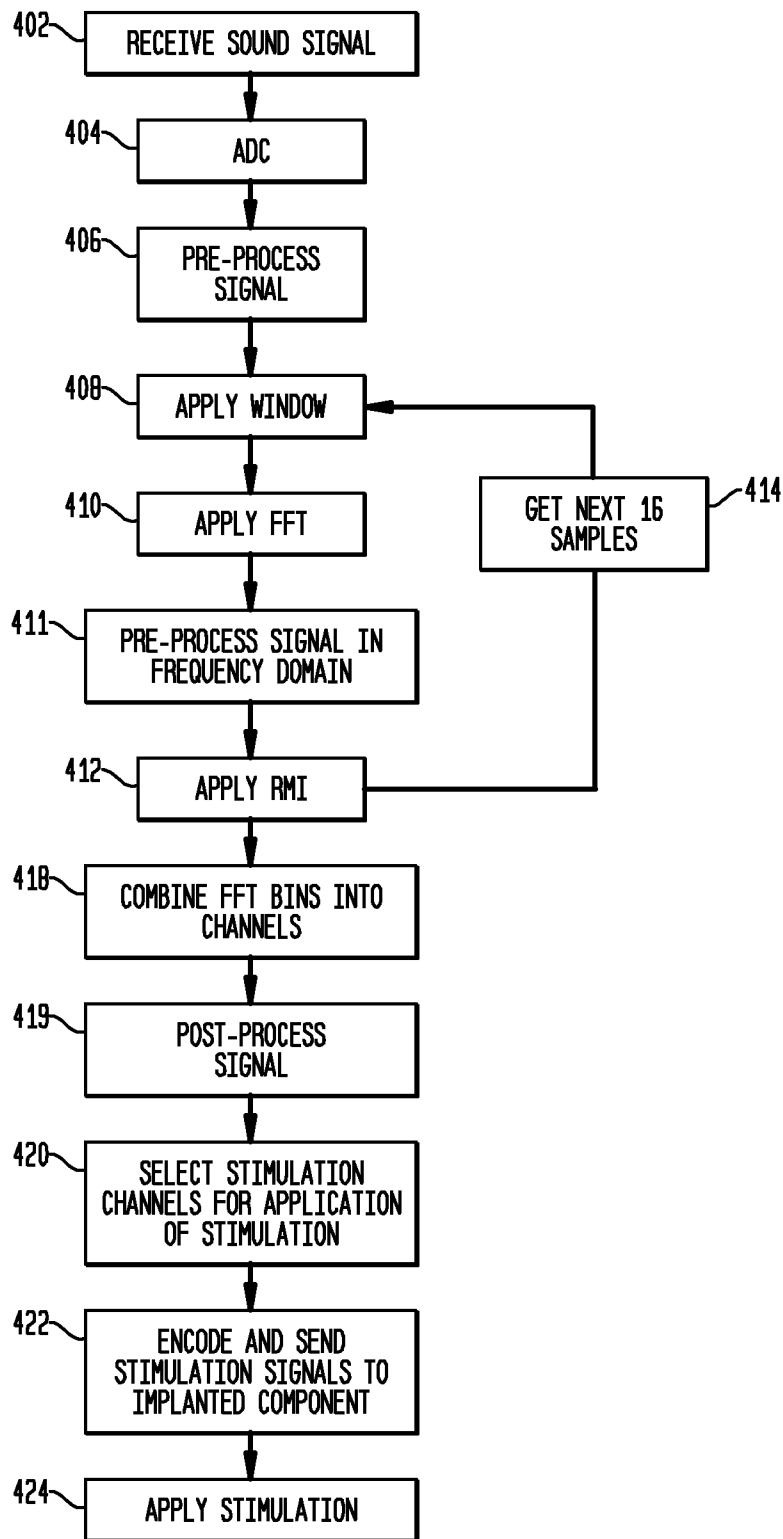 402
RECEIVE SOUND SIGNAL
404
ADC
406
PRE-PROCESS
SIGNAL
408
APPLY WINDOW
410
APPLY FFT
414
GET NEXT 16
SAMPLES
411
PRE-PROCESS SIGNAL IN
FREQUENCY DOMAIN
412
APPLY RMI
418
COMBINE FFT BINS INTO
CHANNELS
419
POST-PROCESS
SIGNAL
420
SELECT STIMULATION
CHANNELS FOR APPLICATION
OF STIMULATION
422
ENCODE AND SEND
STIMULATION SIGNALS TO
IMPLANTED COMPONENT
424
APPLY STIMULATION